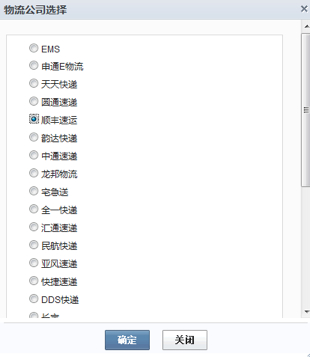 物流公司选择
EMS
申通E物流
天天快递
圆通速递
顺丰速运
韵达快递
中通速递
龙邦物流
宅急送
全一快递
汇通速递
民航快递
亚风速递
快捷速递
DDS快递
确定 关闭